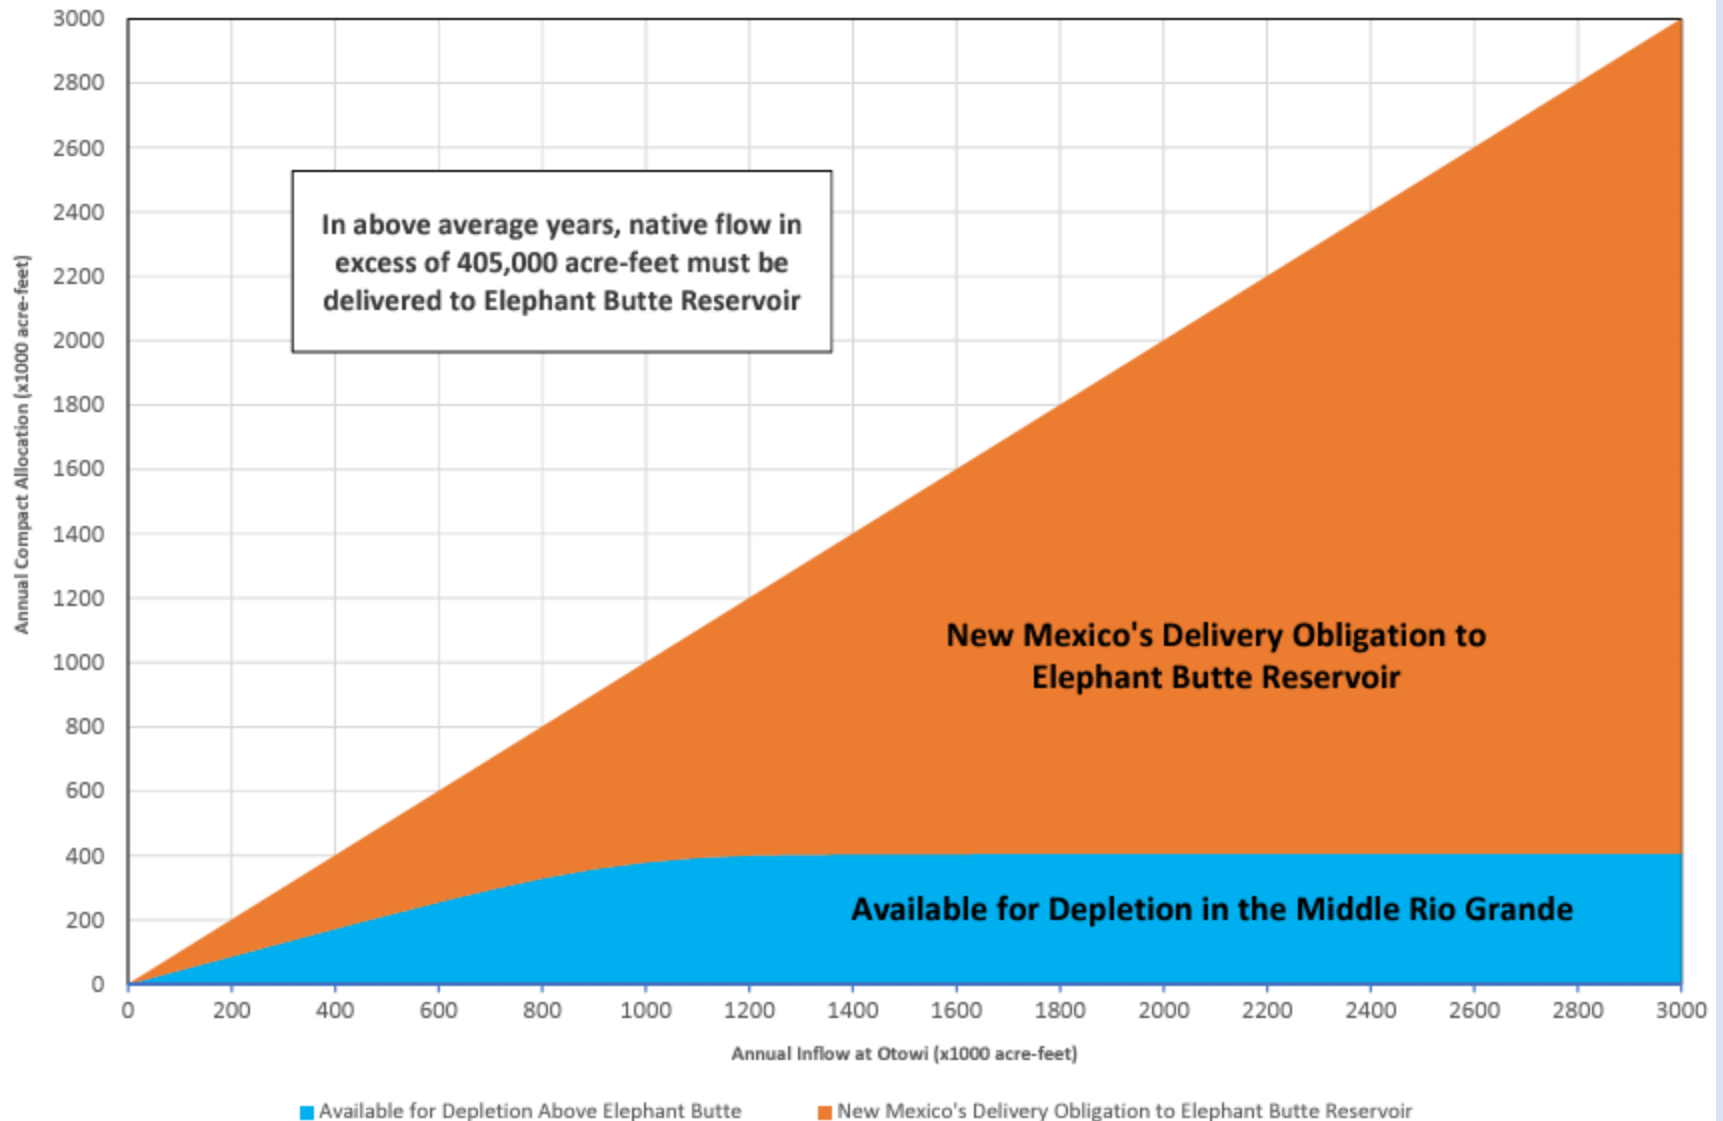 3000
2800
2600
2400
2200
2000
1800
1600
1400
1200
1000
800
600
400
200
0
Annual Compact Allocation (x1000 acre-feet)
In above average years, native flow in
excess of 405,000 acre-feet must be
delivered to Elephant Butte Reservoir
New Mexico's Delivery Obligation to
Elephant Butte Reservoir
Available for Depletion in the Middle Rio Grande
0 200 400 600 800 1000 1200 1400 1600 1800 2000 2200 2400 2600 2800 3000
Annual Inflow at Otowi (x1000 acre-feet)
Available for Depletion Above Elephant Butte New Mexico's Delivery Obligation to Elephant Butte Reservoir